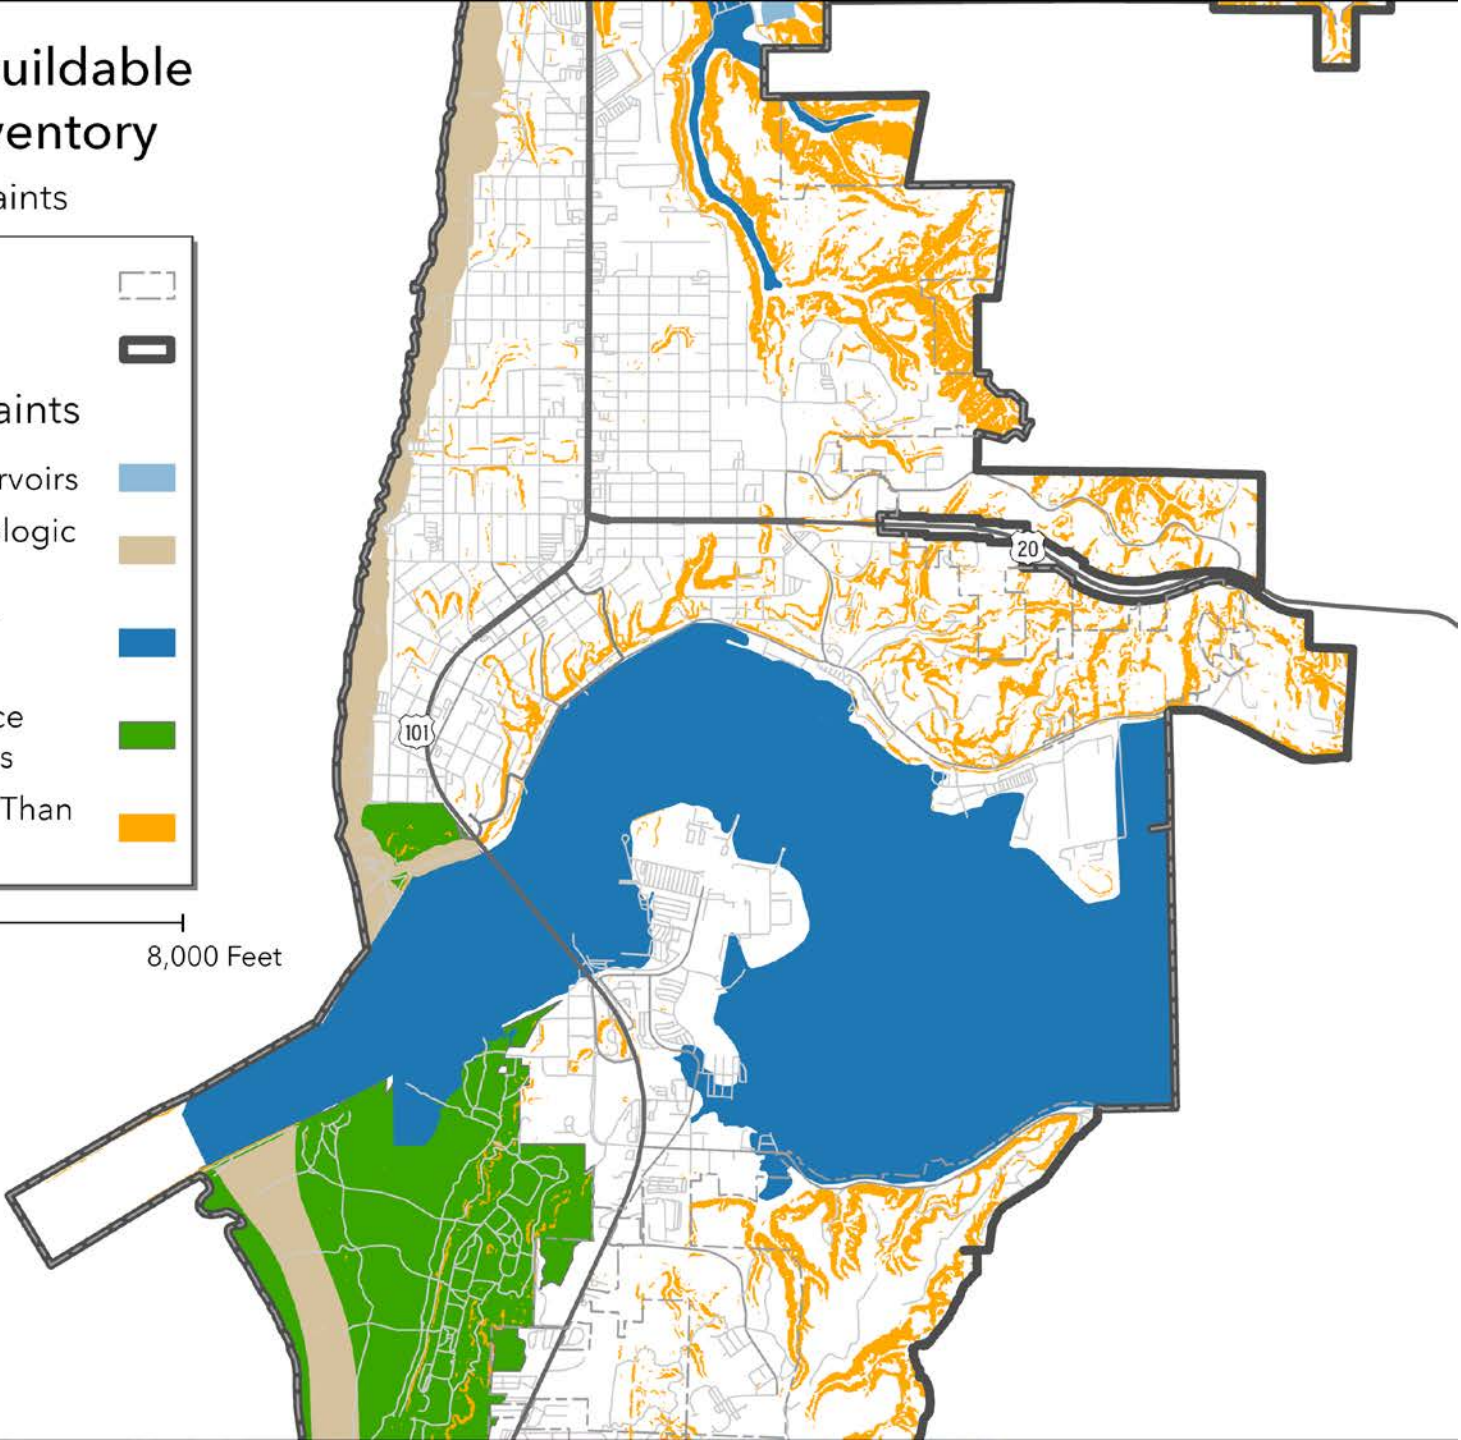 uildable
ventory
aints
aints
rvoirs
logic
ce
s
Than
8,000 Feet
20
101